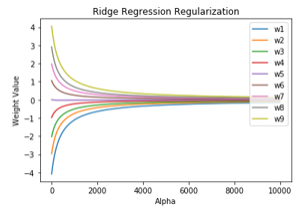 Ridge Regression Regularization
4
3
2
1
0
−1
−2
−3
−4
Weight Value
w1
w2
w3
w4
w5
w6
w7
w8
w9
0 2000 4000 6000 8000 10000
Alpha